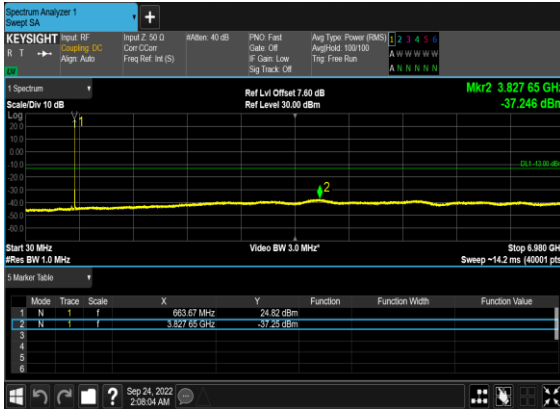 Spectrum Analyzer 1
Swept SA
KEYSIGHT Input: RF Input Z: 50 Ω #Atten: 40 dB PNO: Fast Avg Type: Power (RMS) 1 2 3 4 5 6
R T Coupling: DC Corr CCorr Gate: Off Avg|Hold: 100/100 A W W W W W
Align: Auto Freq Ref: Int (S) IF Gain: Low Trig: Free Run
Sig Track: Off A N N N N N
1 Spectrum Ref Lvl Offset 7.60 dB Mkr2 3.827 65 GHz
Scale/Div 10 dB Ref Level 30.00 dBm -37.246 dBm
Log
20.0
10.0
0.00
-10.0
-20.0
-30.0
-40.0
-50.0
-60.0
1
2
DL1 -13.00 dBm
Start 30 MHz Video BW 3.0 MHz* Stop 6.980 GHz
#Res BW 1.0 MHz Sweep ~14.2 ms (40001 pts)
5 Marker Table
Mode Trace Scale X Y Function Function Width Function Value
1 N 1 f 663.67 MHz 24.82 dBm
2 N 1 f 3.827 65 GHz -37.25 dBm
3
4
5
6
? Sep 24, 2022
2:08:04 AM